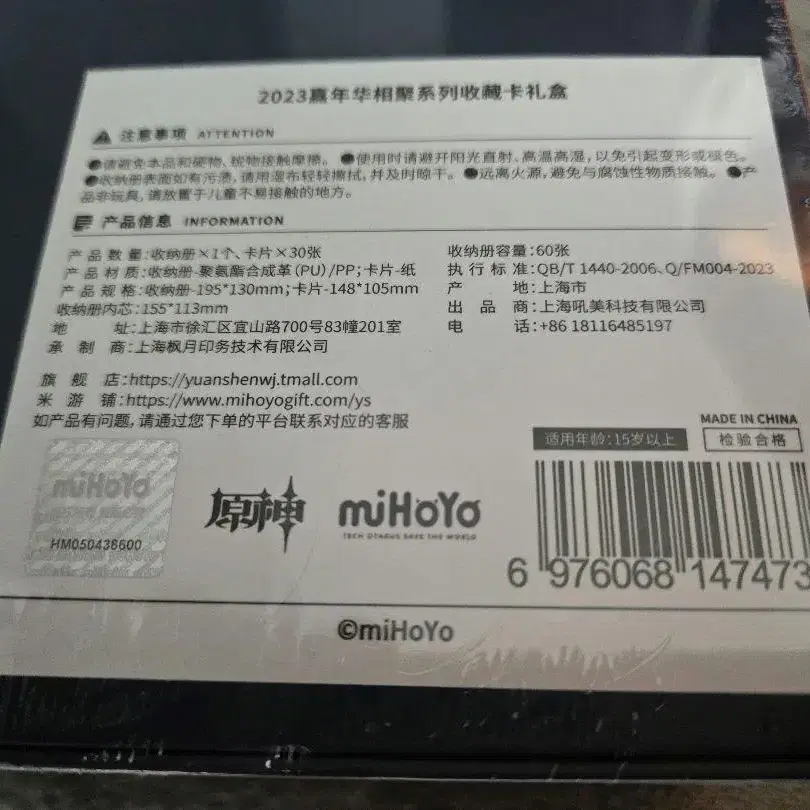 2023嘉年华相聚系列收藏卡礼盒
注意事项 ATTENTION
●请避免本品和硬物、锐物接触摩擦。 ●使用时请避开阳光直射、高温高湿,以免引起变形或褪色。
●收纳册表面如有污渍,请用湿布轻轻擦拭,并及时晾干。 ●远离火源,避免与腐蚀性物质接触。 ●产
品非玩具,请放置于儿童不易接触的地方。
产品信息 INFORMATION
产品数量:收纳册×1个、卡片×30张
产品材质:收纳册-聚氨酯合成革(PU)/PP;卡片-纸
产品规格:收纳册-195*130mm;卡片-148*105mm
收纳册内芯:155*113mm
地址:上海市徐汇区宜山路700号83幢201室
承制商:上海枫月印务技术有限公司
收纳册容量:60张
执行标准:QB/T 1440-2006、Q/FM004-2023
产地:上海市
出品商:上海吼美科技有限公司
电话:+86 18116485197
旗舰店:https://yuanshenwj.tmall.com
米游铺:https://www.mihoyogift.com/ys
如产品有问题,请通过您下单的平台联系对应的客服
MADE IN CHINA
适用年龄:15岁以上
检验合格
miHoYo
HM050438600
原神
miHoYo
TECH OTAKUS SAVE THE WORLD
6 976068 147473
©miHoYo